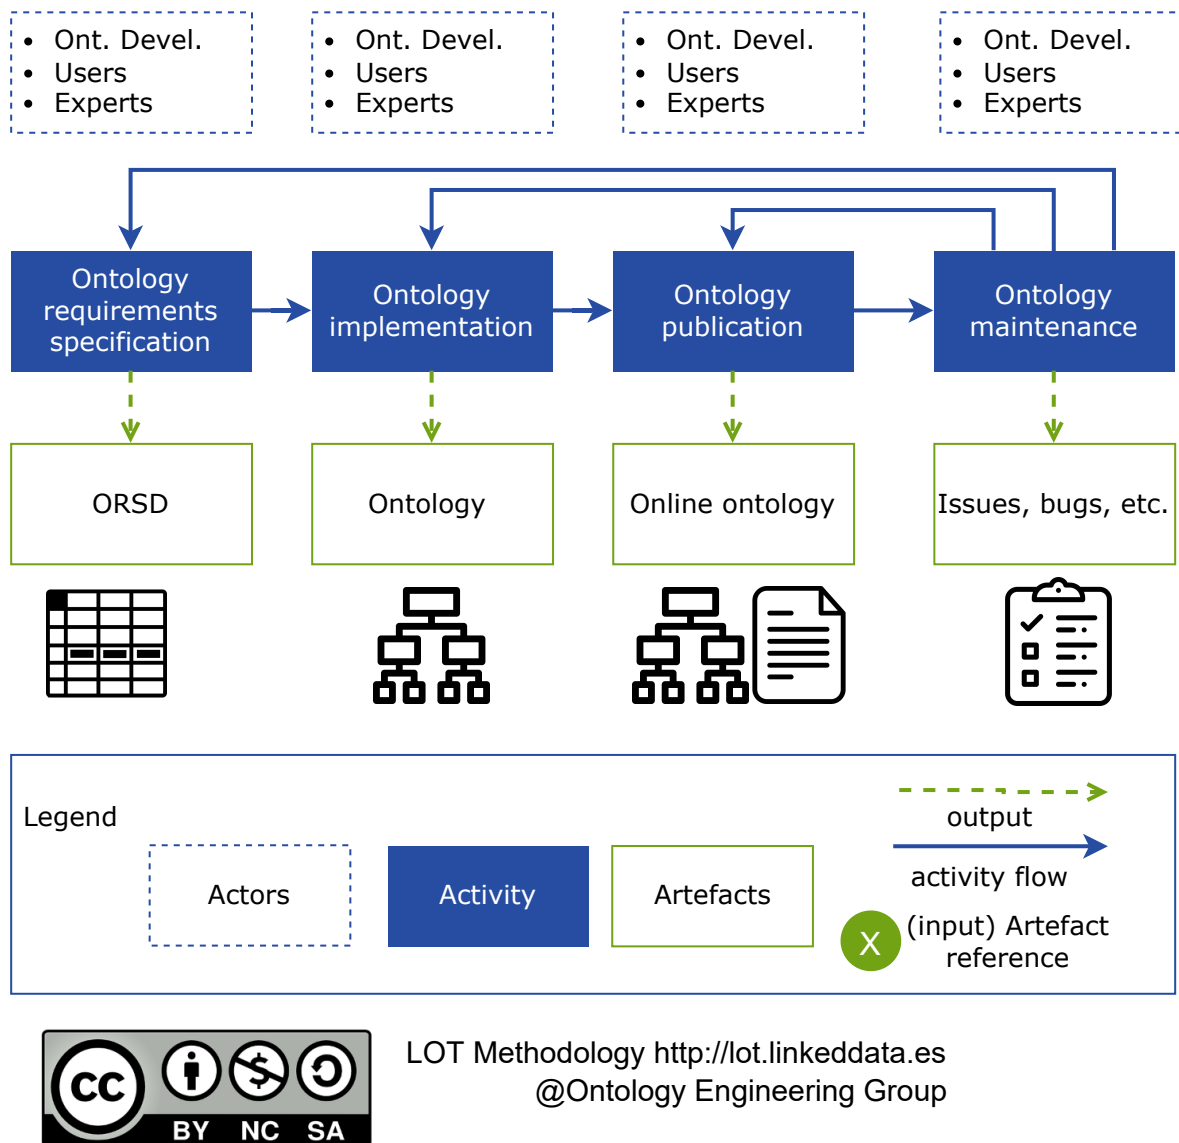 • Ont. Devel.
• Users
• Experts
• Ont. Devel.
• Users
• Experts
• Ont. Devel.
• Users
• Experts
• Ont. Devel.
• Users
• Experts
Ontology
requirements
specification
Ontology
implementation
Ontology
publication
Ontology
maintenance
ORSD
Ontology
Online ontology
Issues, bugs, etc.
Legend
Actors
Activity
Artefacts
output
activity flow
X
(input) Artefact
reference
cc
BY NC SA
LOT Methodology http://lot.linkeddata.es
@Ontology Engineering Group